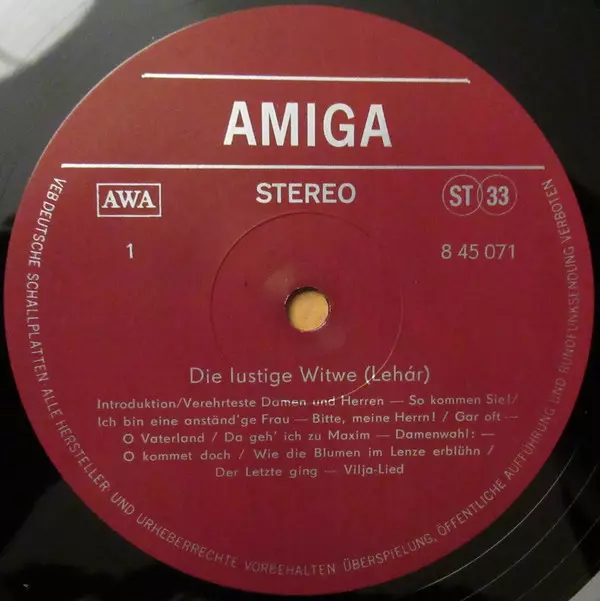 AMIGA
AWA
STEREO
ST 33
1
8 45 071
Die lustige Witwe (Lehár)
Introduktion/Verehrteste Damen und Herren — So kommen Sie!/
Ich bin eine anständ'ge Frau — Bitte, meine Herrn! / Gar oft —
O Vaterland / Da geh' ich zu Maxim — Damenwahl: —
O kommet doch / Wie die Blumen im Lenze erblühn /
Der Letzte ging — Vilja-Lied
VEB DEUTSCHE SCHALLPLATTEN ALLE HERSTELLER- UND URHEBERRECHTE VORBEHALTEN ÜBERSPIELUNG, ÖFFENTLICHE AUFFÜHRUNG UND RUNDFUNKSENDUNG VERBOTEN